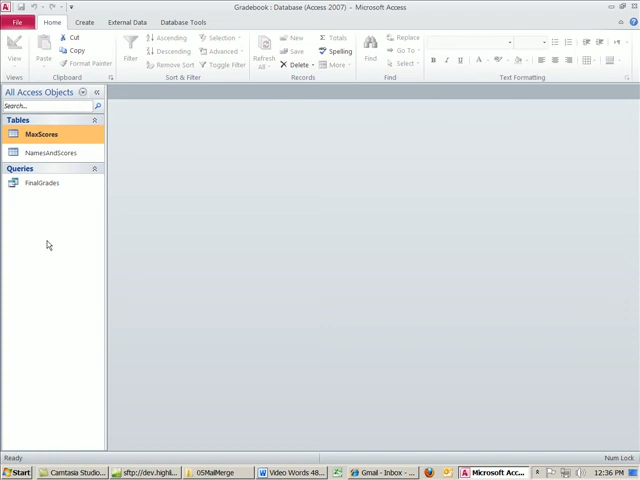 Gradebook : Database (Access 2007) - Microsoft Access
File Home Create External Data Database Tools
View Paste Cut Copy Format Painter Filter Ascending Descending Remove Sort Selection Advanced Toggle Filter Refresh All New Save Delete Totals Spelling More Find Replace Go To Select B I U A
Views Clipboard Sort & Filter Records Find Text Formatting
All Access Objects
Search...
Tables
MaxScores
NamesAndScores
Queries
FinalGrades
Ready Num Lock
Start Camtasia Studio... sftp://dev.highli... 05MailMerge Video Words 48... Gmail - Inbox - ... Microsoft Acc... 12:36 PM